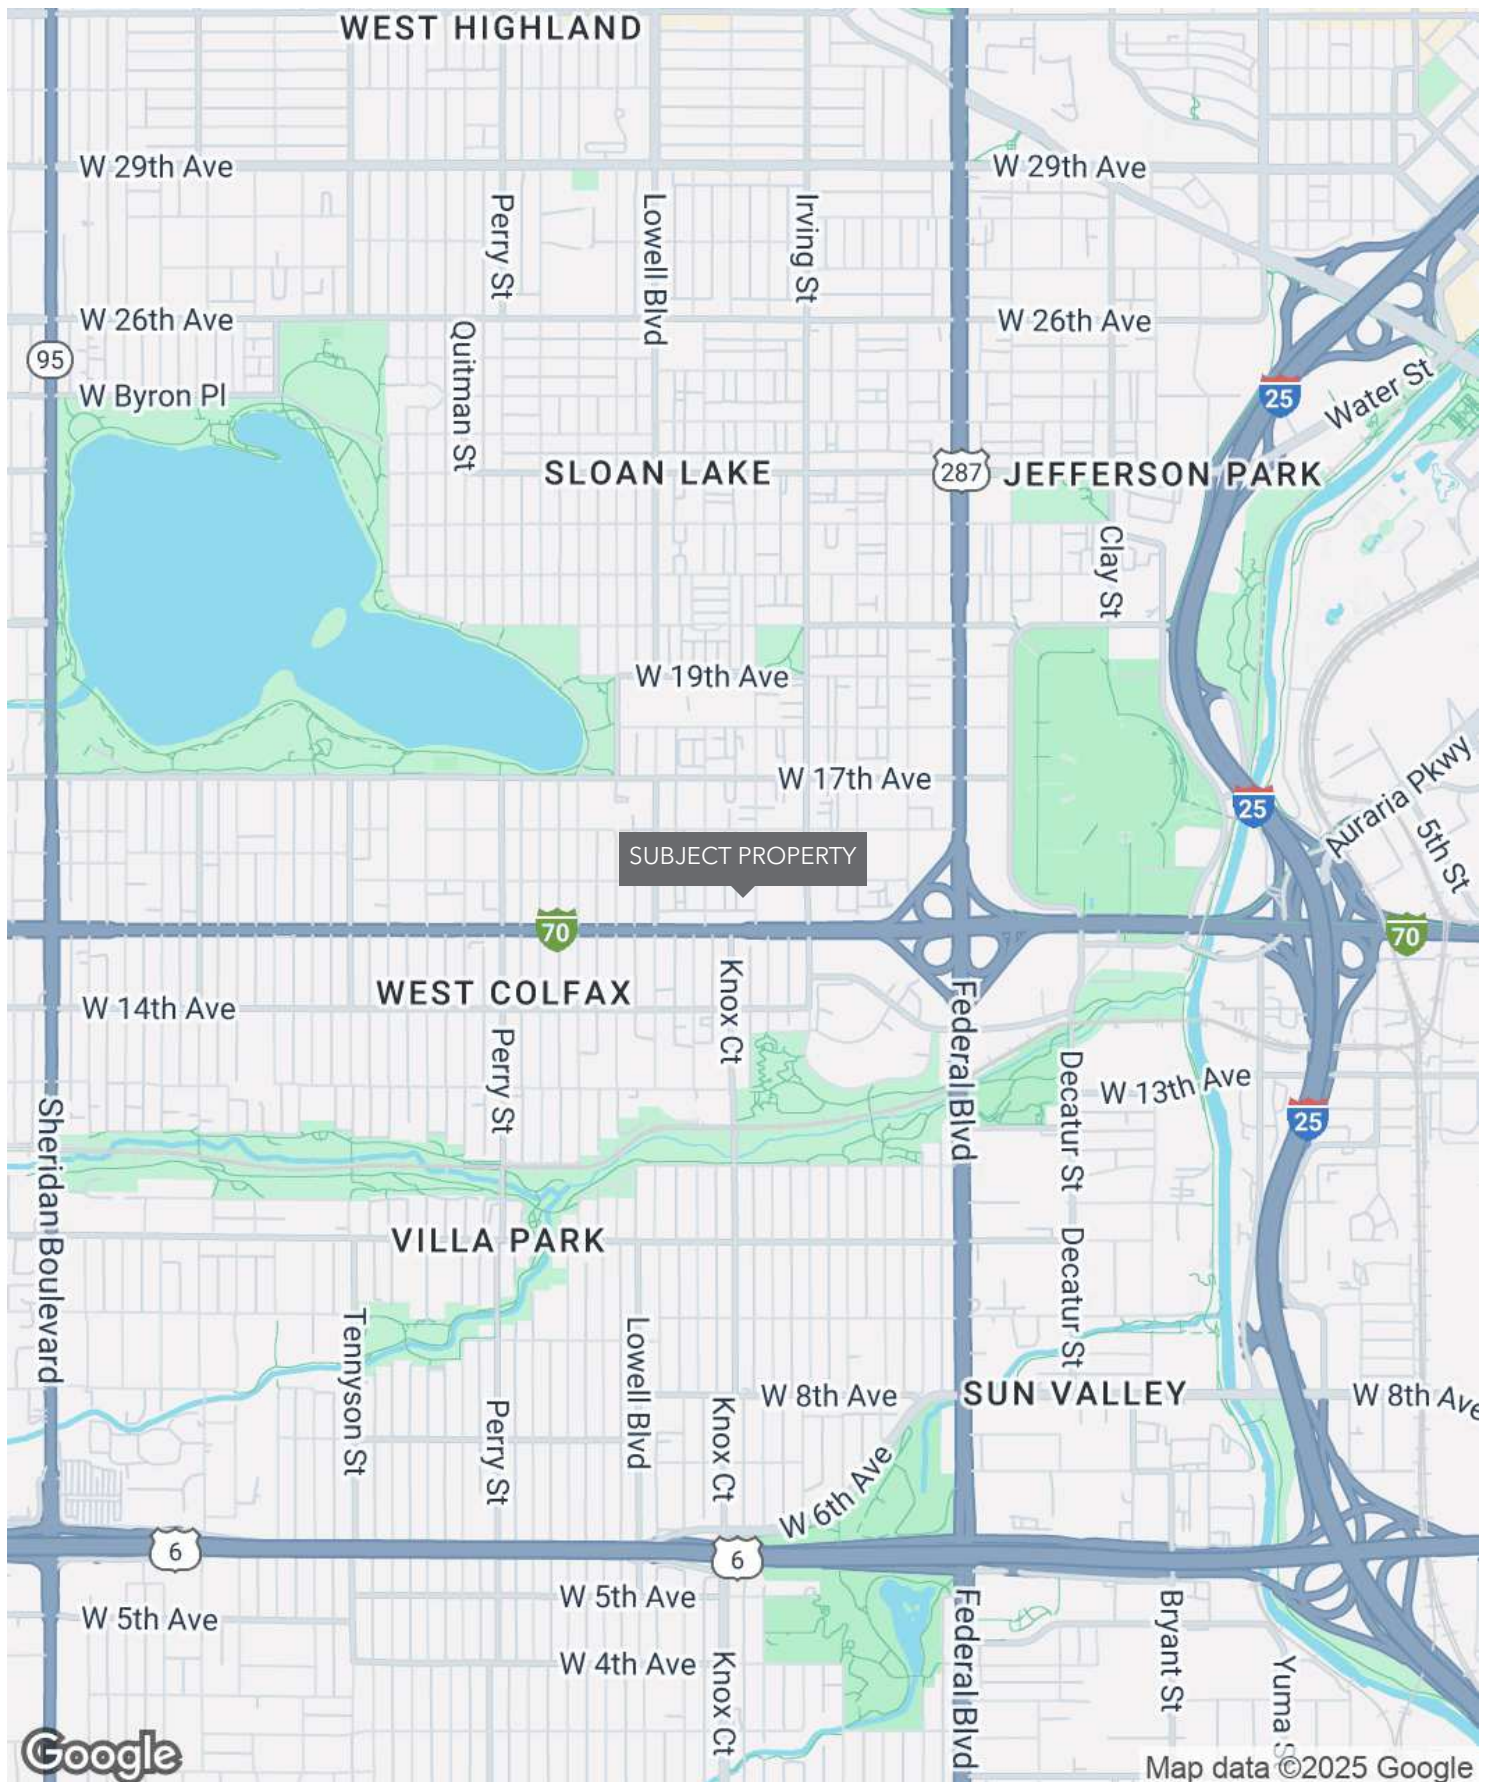 WEST HIGHLAND
W 29th Ave
W 29th Ave
Perry St
Lowell Blvd
Irving St
W 26th Ave
W 26th Ave
Quitman St
95
W Byron Pl
25
Water St
SLOAN LAKE
287
JEFFERSON PARK
Clay St
W 19th Ave
W 17th Ave
25
Auraria Pkwy
5th St
SUBJECT PROPERTY
70
70
WEST COLFAX
W 14th Ave
Knox Ct
Federal Blvd
Perry St
Decatur St
W 13th Ave
25
Sheridan Boulevard
VILLA PARK
Decatur St
Tennyson St
Lowell Blvd
W 8th Ave
SUN VALLEY
W 8th Ave
Perry St
Knox Ct
W 6th Ave
6
6
W 5th Ave
W 5th Ave
Federal Blvd
Bryant St
W 4th Ave
Knox Ct
Yuma S
Google
Map data ©2025 Google